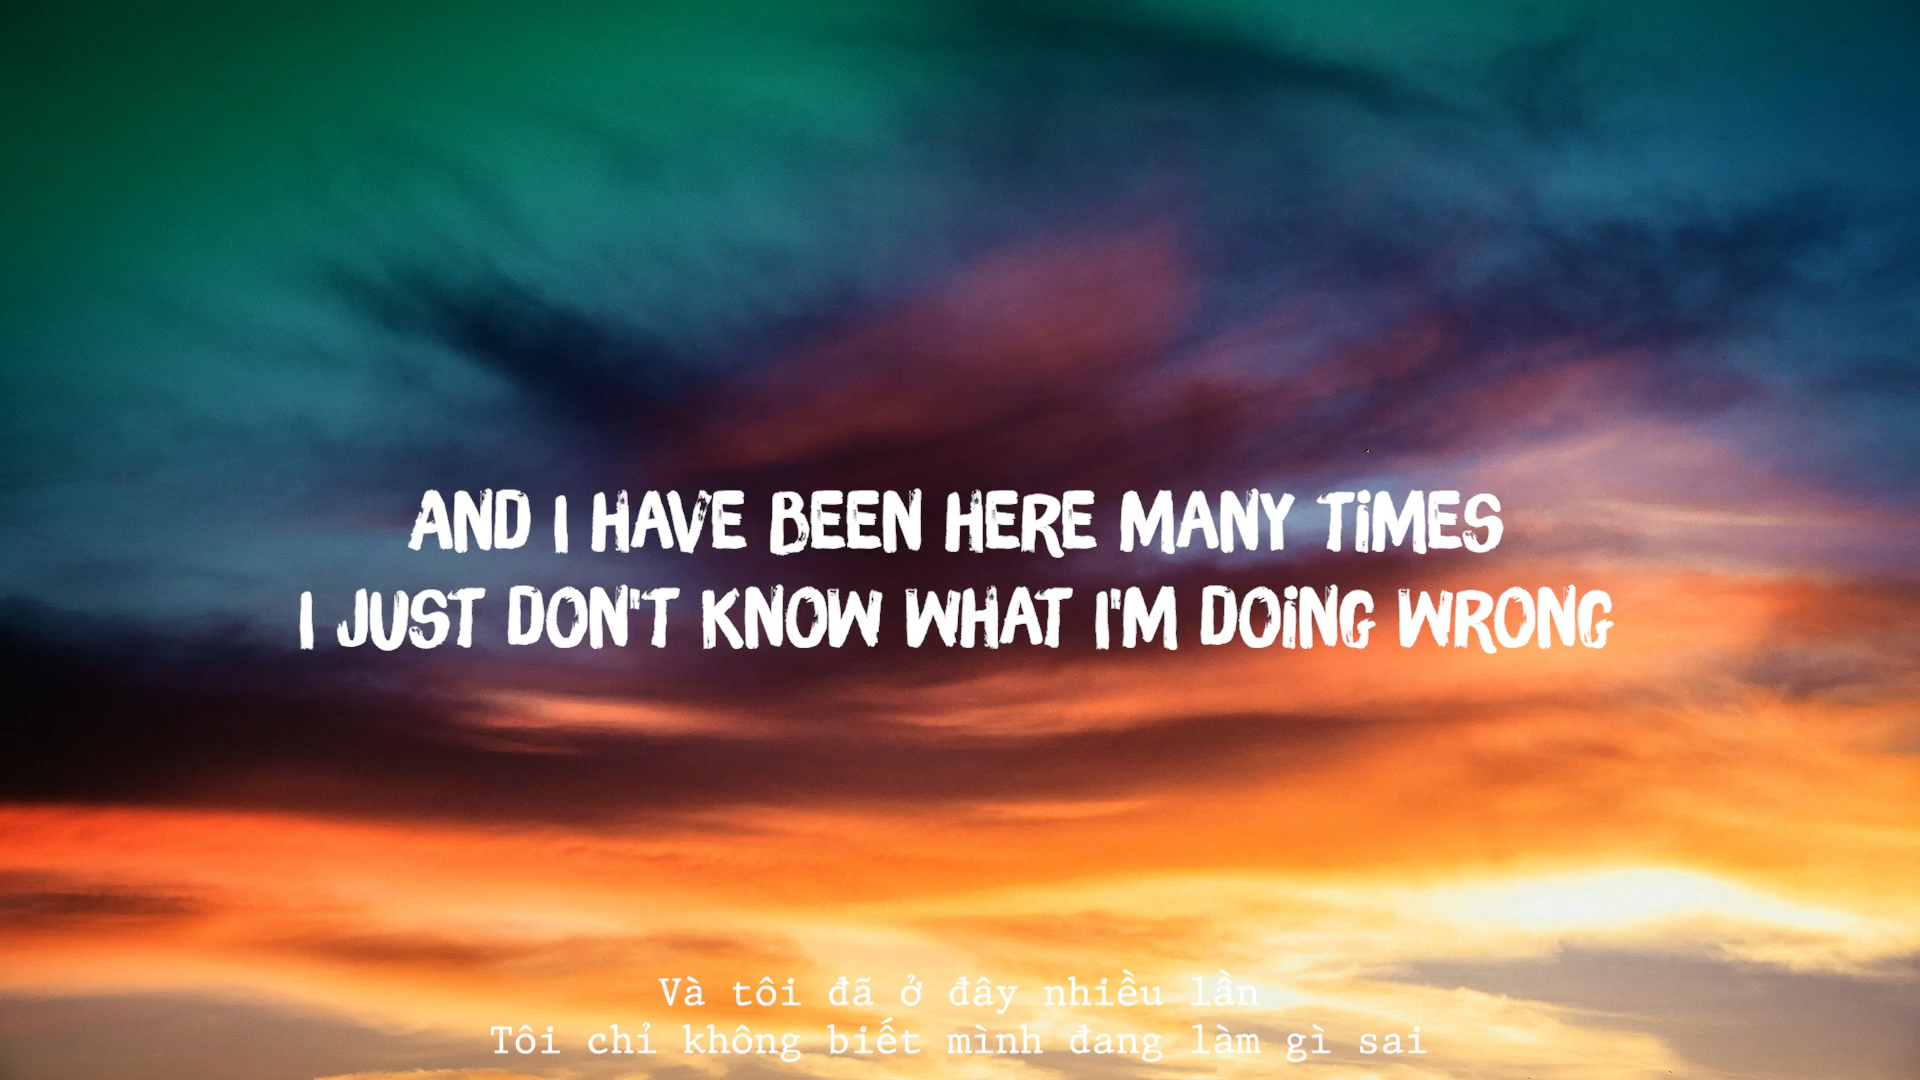 AND I HAVE BEEN HERE MANY TiMES
I JUST DON'T KNOW WHAT I'M DOiNG WRONG
Và tôi đã ở đây nhiều lần
Tôi chỉ không biết mình đang làm gì sai